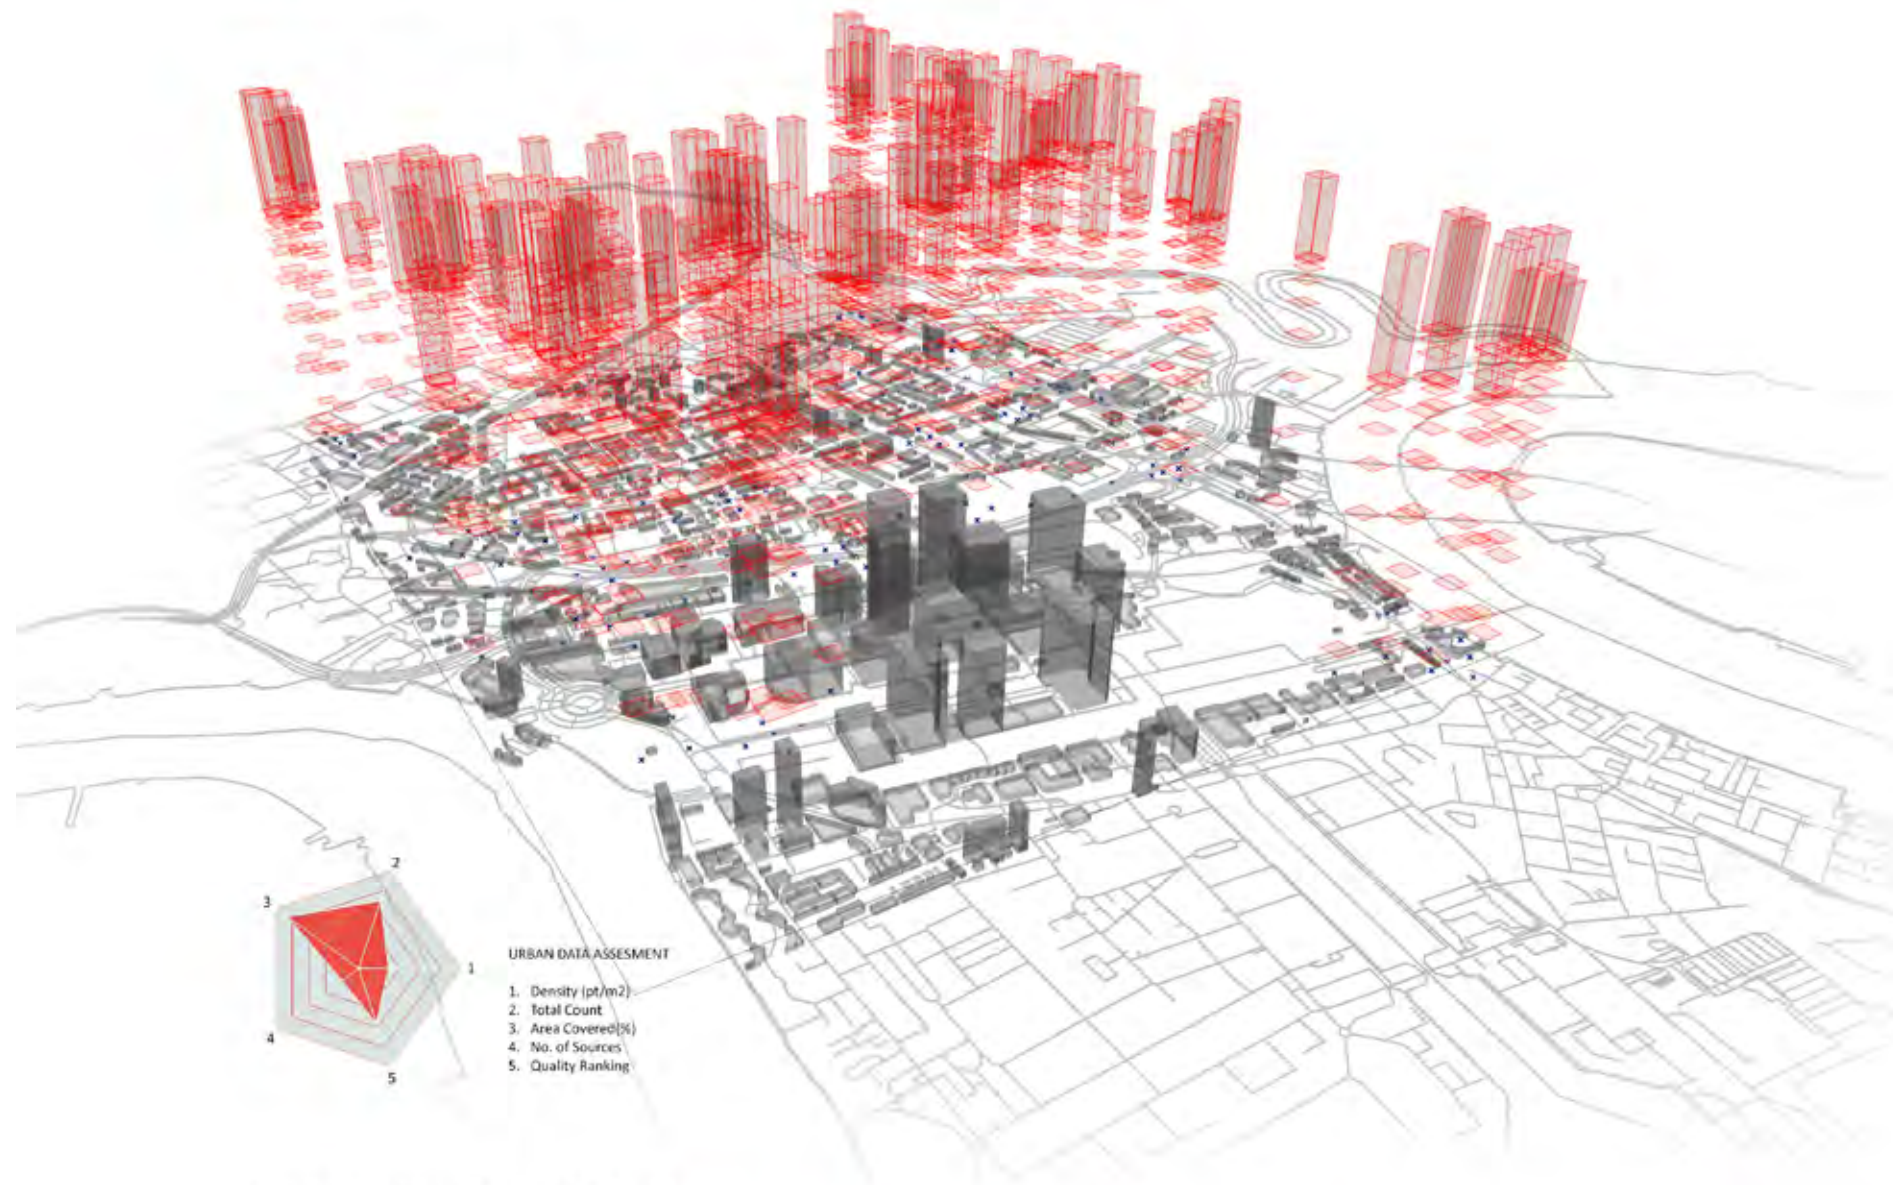 2
3
1
4
5
URBAN DATA ASSESMENT
1. Density (pt/m2)
2. Total Count
3. Area Covered(%)
4. No. of Sources
5. Quality Ranking